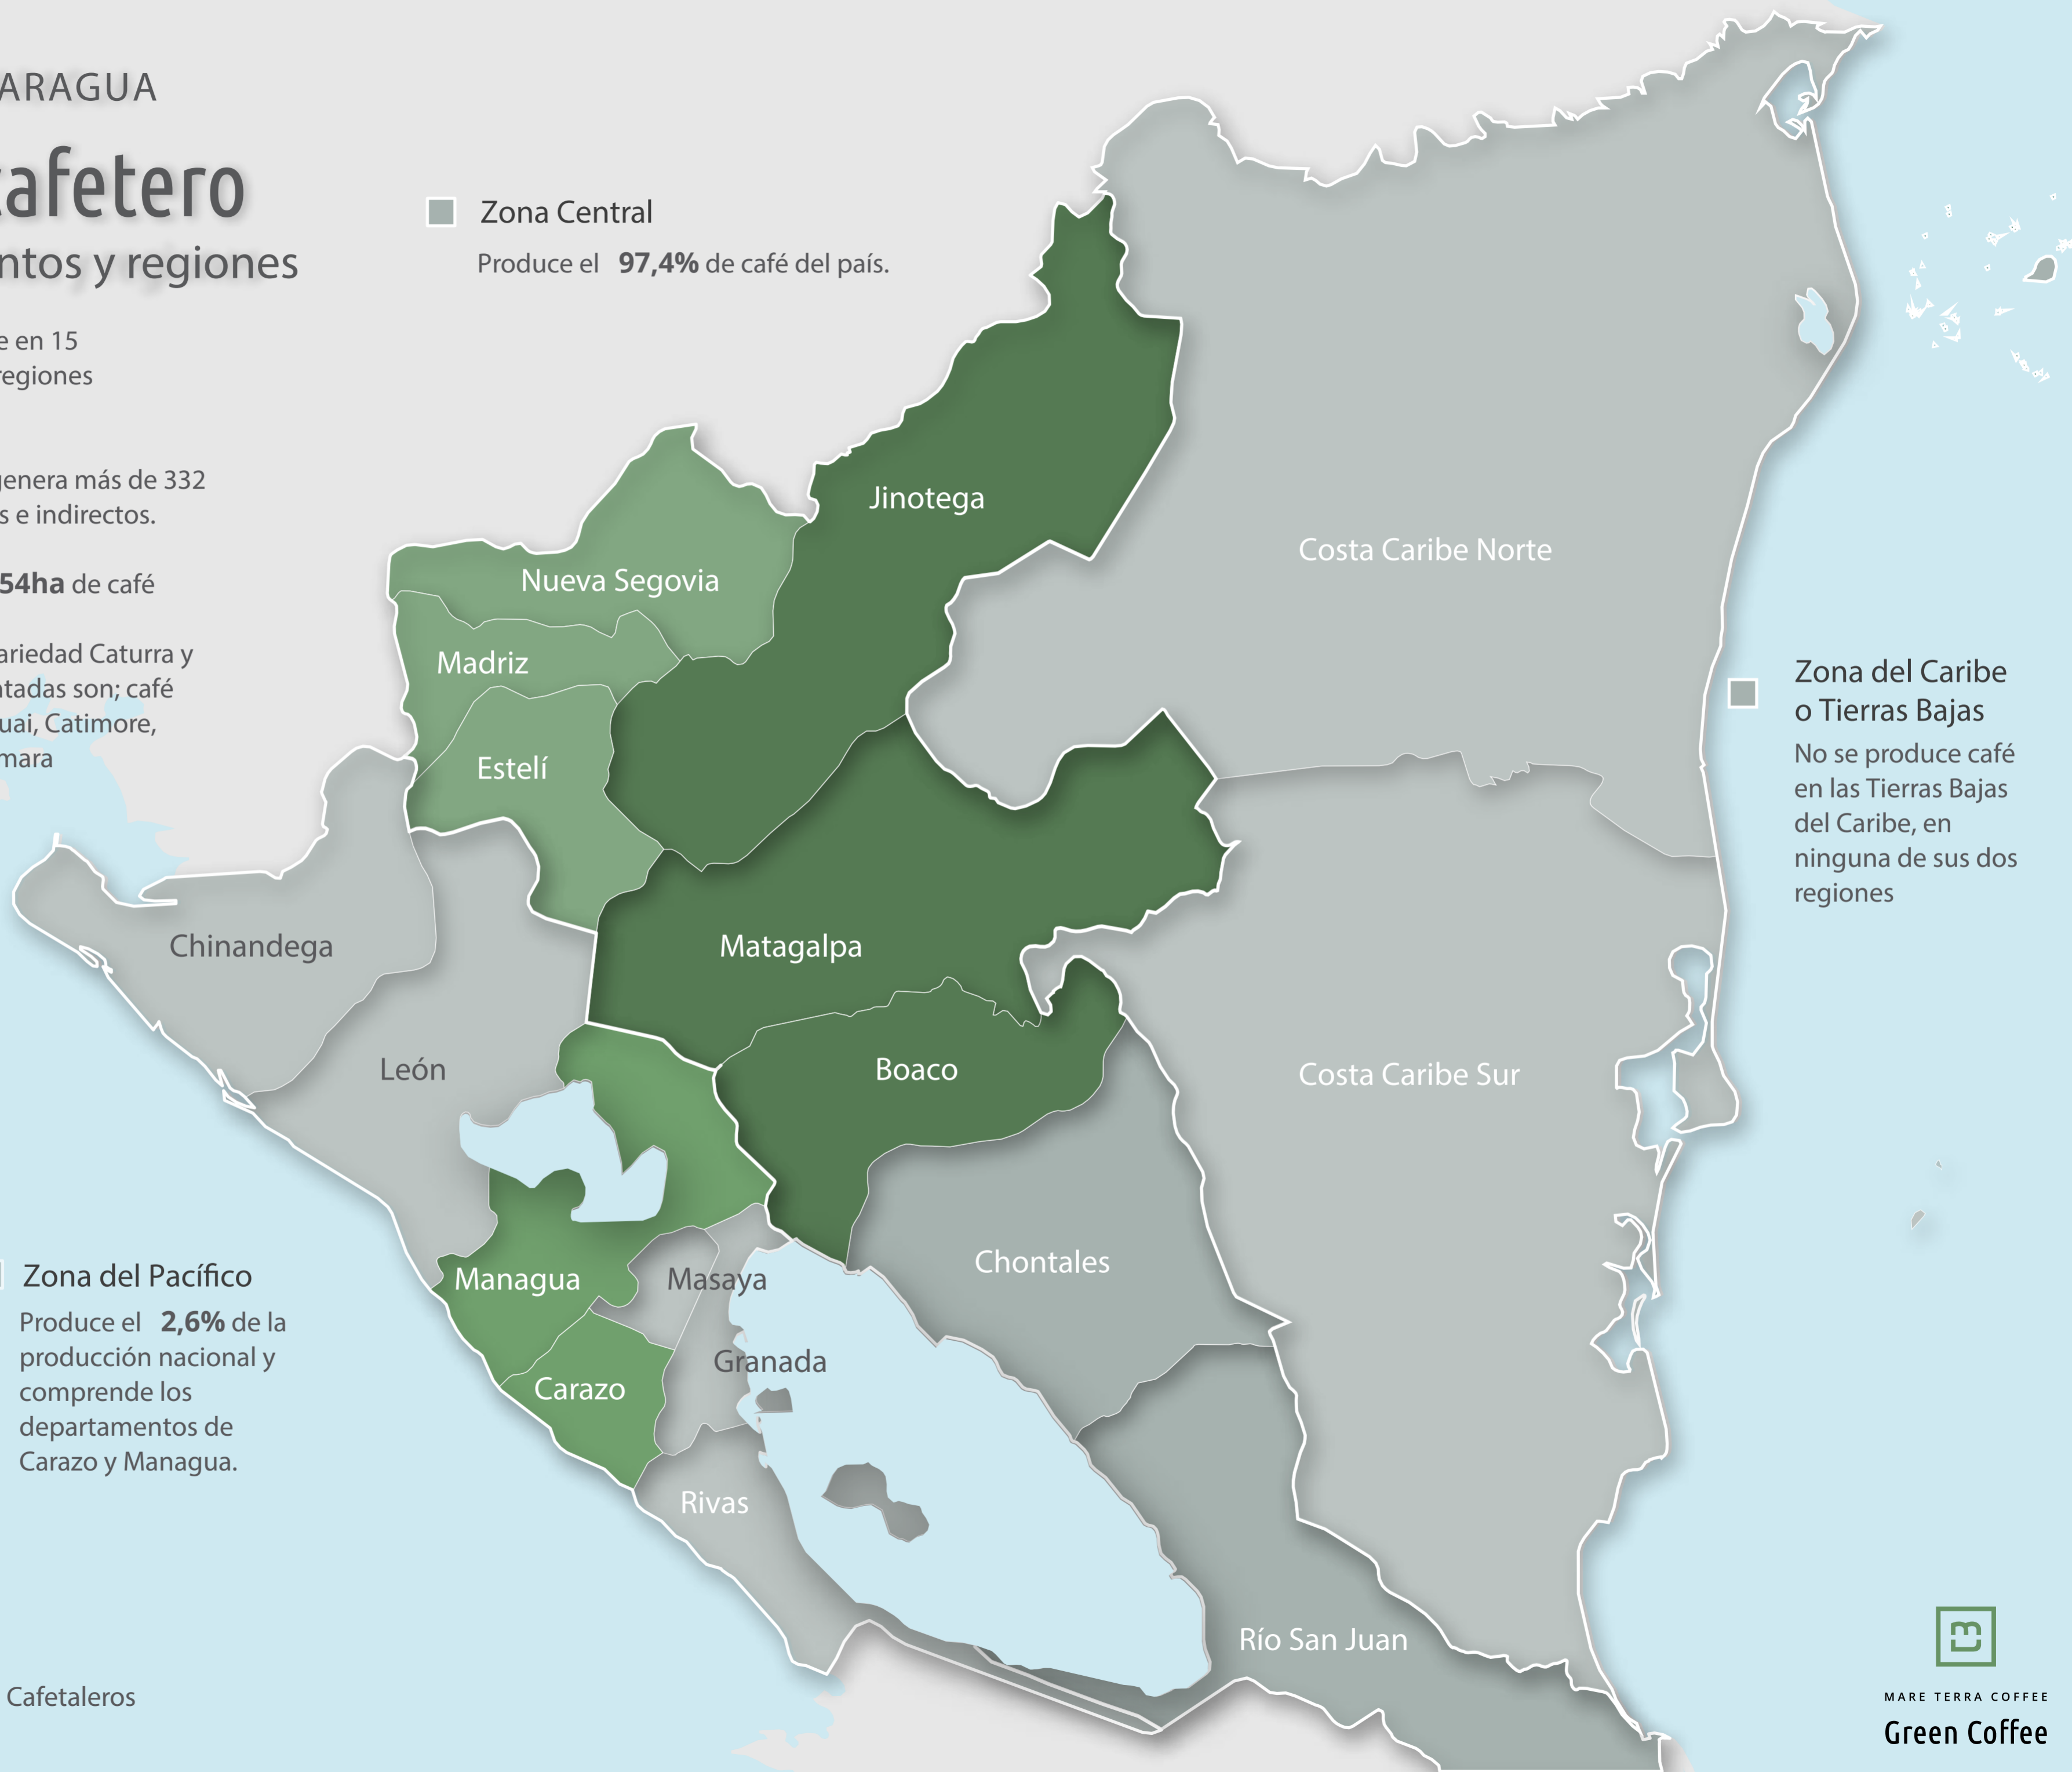 ARAGUA
cafetero
ntos y regiones
e en 15
regiones
genera más de 332
s e indirectos.
54ha de café
ariedad Caturra y
ntadas son; café
uai, Catimore,
mara
Zona Central
Produce el 97,4% de café del país.
Jinotega
Costa Caribe Norte
Nueva Segovia
Madriz
Estelí
Zona del Caribe
o Tierras Bajas
No se produce café
en las Tierras Bajas
del Caribe, en
ninguna de sus dos
regiones
Chinandega
Matagalpa
León
Boaco
Costa Caribe Sur
Chontales
Managua
Masaya
Granada
Carazo
Rivas
Zona del Pacífico
Produce el 2,6% de la
producción nacional y
comprende los
departamentos de
Carazo y Managua.
Río San Juan
Cafetaleros
MARE TERRA COFFEE
Green Coffee